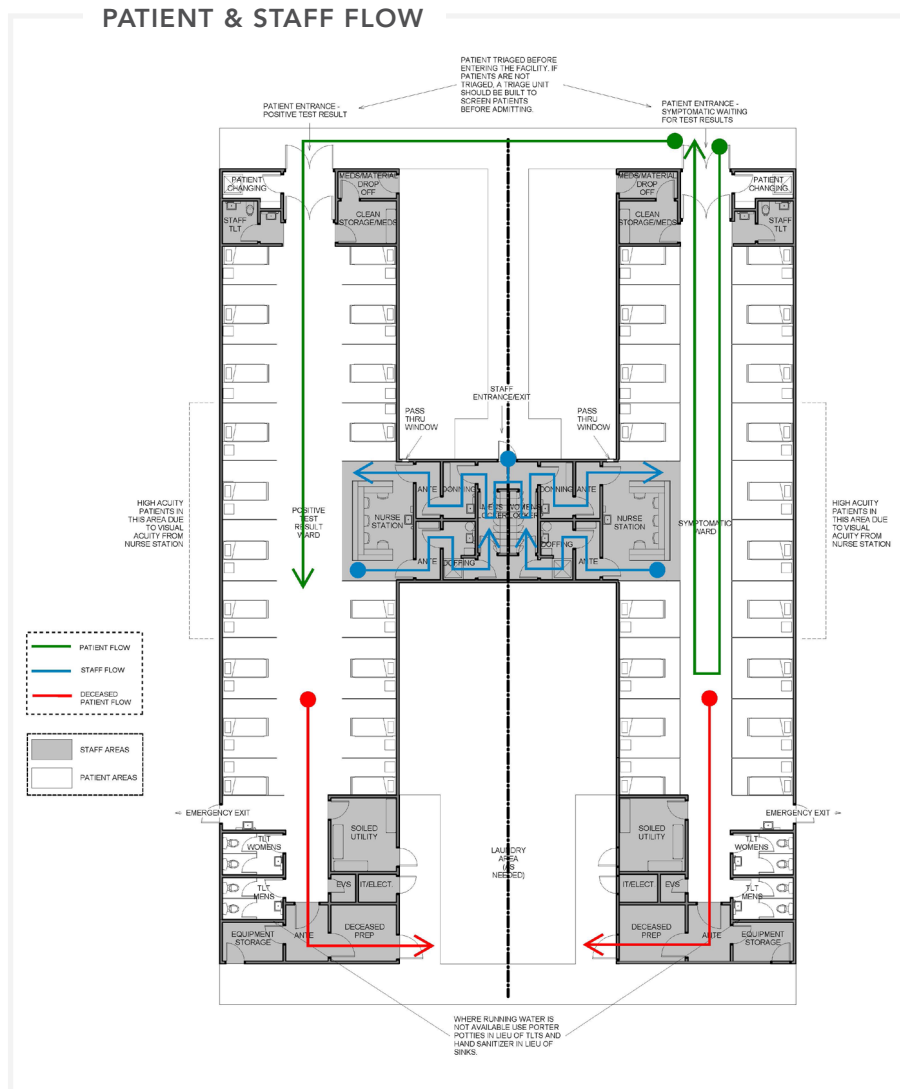 PATIENT & STAFF FLOW
PATIENT TRIAGED BEFORE
ENTERING THE FACILITY. IF
PATIENTS ARE NOT
TRIAGED, A TRIAGE UNIT
SHOULD BE BUILT TO
SCREEN PATIENTS
BEFORE ADMITTING.
PATIENT ENTRANCE -
POSITIVE TEST RESULT
PATIENT ENTRANCE -
SYMPTOMATIC WAITING
FOR TEST RESULTS
PATIENT
CHANGING
MEDS/MATERIAL
DROP
OFF
MEDS/MATERIAL
DROP
OFF
PATIENT
CHANGING
STAFF
TLT
CLEAN
STORAGE/MEDS
CLEAN
STORAGE/MEDS
STAFF
TLT
STAFF
ENTRANCE/EXIT
PASS
THRU
WINDOW
PASS
THRU
WINDOW
HIGH ACUITY
PATIENTS IN
THIS AREA DUE
TO VISUAL
ACUITY FROM
NURSE STATION
POSITIVE
TEST
RESULT
WARD
NURSE
STATION
ANTE
DONNING
MENS
LOCKER
WOMENS
LOCKER
DONNING
ANTE
NURSE
STATION
SYMPTOMATIC
WARD
HIGH ACUITY
PATIENTS IN
THIS AREA DUE
TO VISUAL
ACUITY FROM
NURSE STATION
ANTE
DOFFING
DOFFING
ANTE
PATIENT FLOW
STAFF FLOW
DECEASED
PATIENT FLOW
STAFF AREAS
PATIENT AREAS
EMERGENCY EXIT
EMERGENCY EXIT
TLT
WOMENS
SOILED
UTILITY
LAUNDRY
AREA
(AS
NEEDED)
SOILED
UTILITY
TLT
WOMENS
TLT
MENS
EVS
IT/ELECT.
IT/ELECT.
EVS
TLT
MENS
EQUIPMENT
STORAGE
ANTE
DECEASED
PREP
DECEASED
PREP
ANTE
EQUIPMENT
STORAGE
WHERE RUNNING WATER IS
NOT AVAILABLE USE PORTER
POTTIES IN LIEU OF TLTS AND
HAND SANITIZER IN LIEU OF
SINKS.